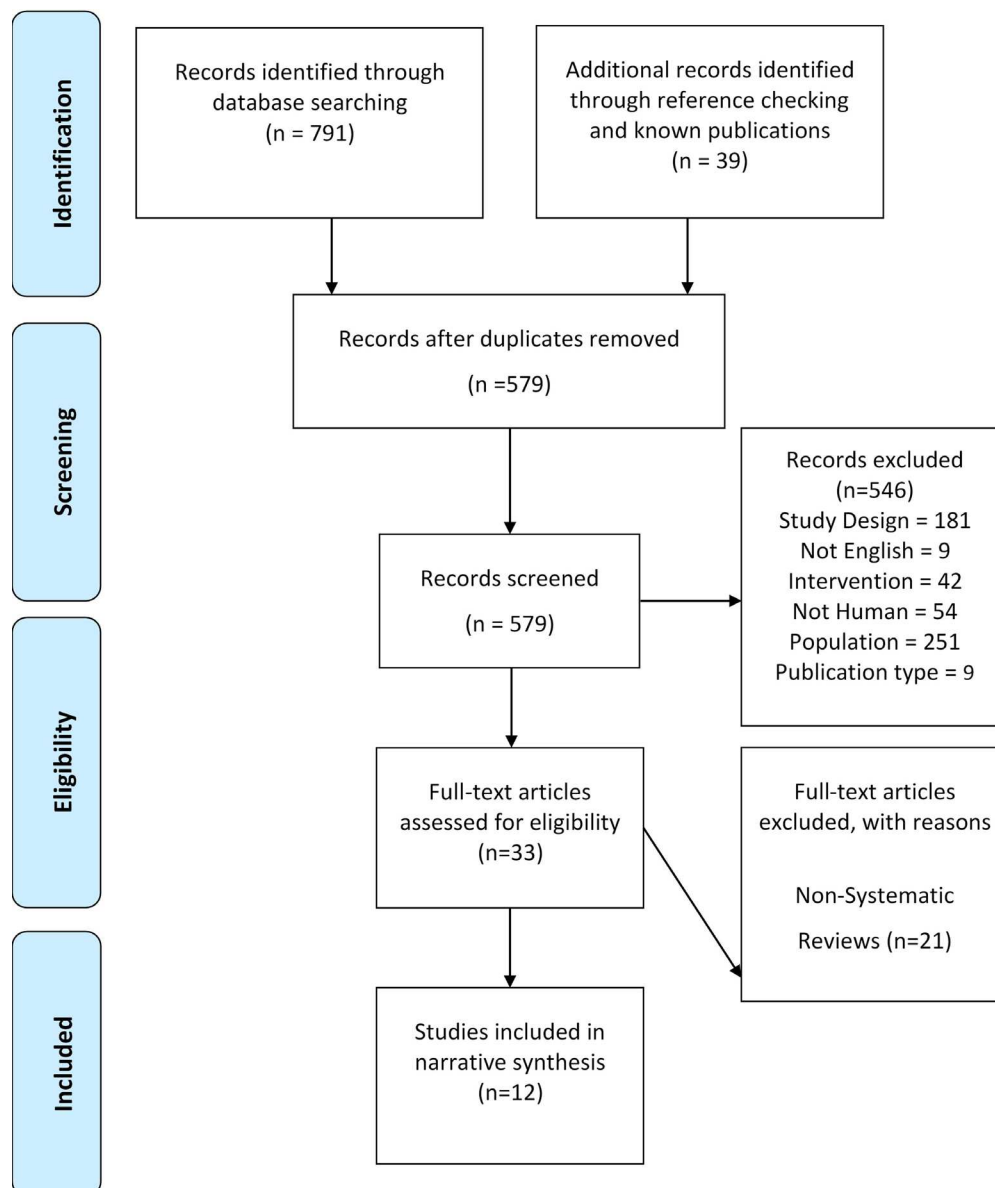 Identification
Records identified through
database searching
(n = 791)
Additional records identified
through reference checking
and known publications
(n = 39)
Records after duplicates removed
(n =579)
Screening
Records screened
(n = 579)
Records excluded
(n=546)
Study Design = 181
Not English = 9
Intervention = 42
Not Human = 54
Population = 251
Publication type = 9
Eligibility
Full-text articles
assessed for eligibility
(n=33)
Full-text articles
excluded, with reasons
Non-Systematic
Reviews (n=21)
Included
Studies included in
narrative synthesis
(n=12)